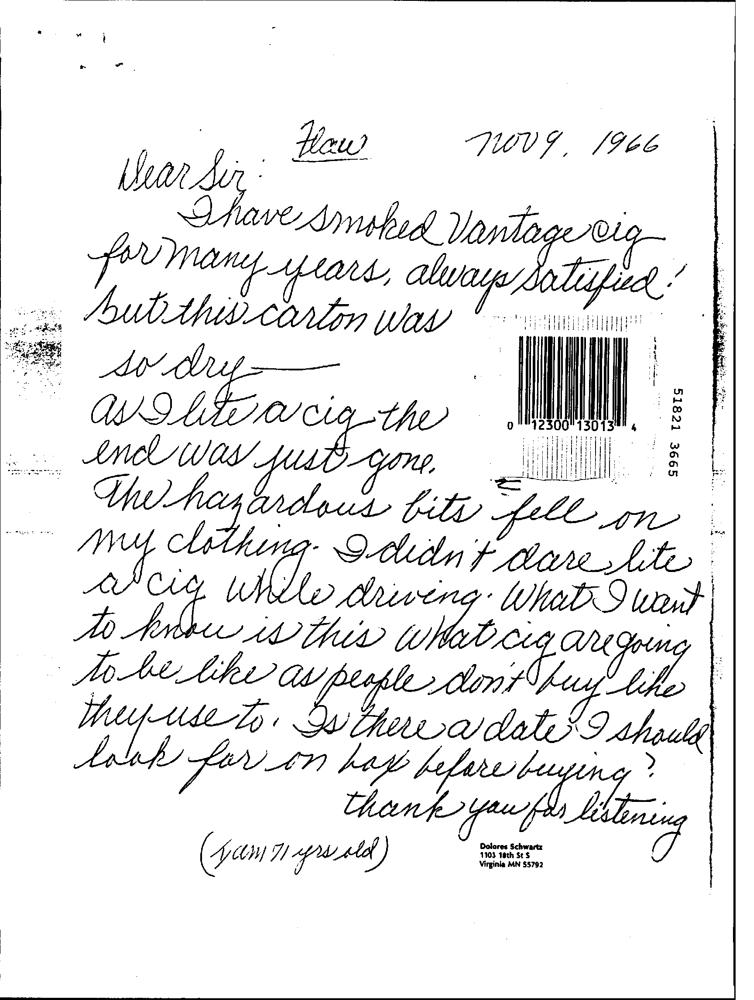 Flaw
Nov 9, 1966
Dear Sir:
I have smoked Vantage cig
for many years, always satisfied!
But this carton was
so dry—
as I lite a cig the
end was just gone.
The hazardous bits fell on
my clothing. I didn't dare lite
a cig while driving. What I want
to know is this what cig are going
to be like as people don't buy like
they use to. Is there a date I should
look for on box before buying?
Thank you for listening
(I am 71 yrs old)
Dolores Schwartz
1103 18th St S
Virginia MN 55792
0 12300 13013 4
51821 3665